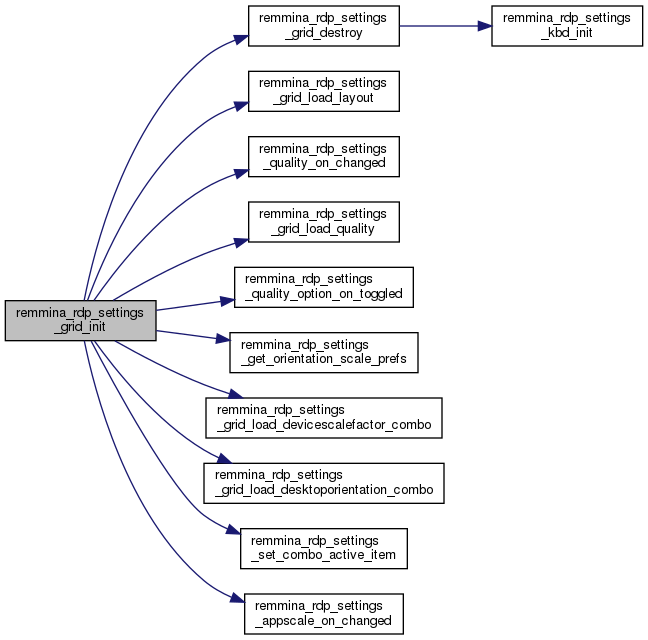 remmina_rdp_settings
_grid_destroy
remmina_rdp_settings
_kbd_init
remmina_rdp_settings
_grid_load_layout
remmina_rdp_settings
_quality_on_changed
remmina_rdp_settings
_grid_load_quality
remmina_rdp_settings
_quality_option_on_toggled
remmina_rdp_settings
_grid_init
remmina_rdp_settings
_get_orientation_scale_prefs
remmina_rdp_settings
_grid_load_devicescalefactor_combo
remmina_rdp_settings
_grid_load_desktoporientation_combo
remmina_rdp_settings
_set_combo_active_item
remmina_rdp_settings
_appscale_on_changed